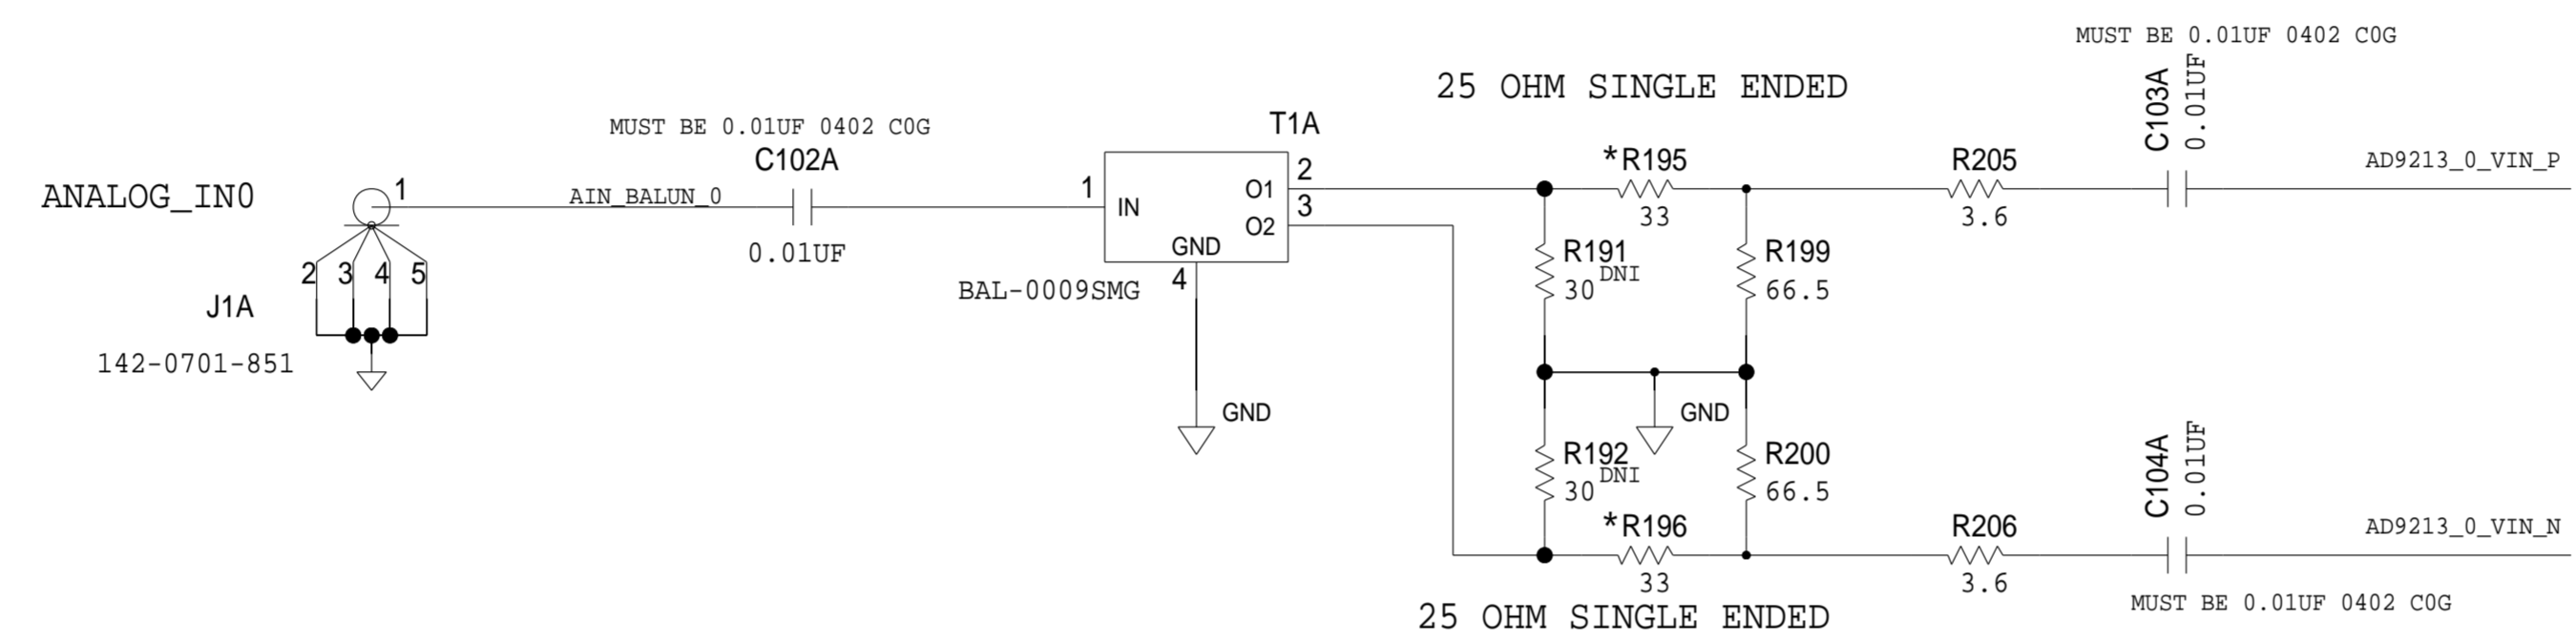 MUST BE 0.01UF 0402 C0G
25 OHM SINGLE ENDED
C103A
0.01UF
T1A
MUST BE 0.01UF 0402 C0G
C102A
ANALOG_IN0
1
AIN_BALUN_0
0.01UF
1
IN
O1
O2
GND
2
3
4
BAL-0009SMG
GND
*R195
33
R205
3.6
AD9213_0_VIN_P
2
3
4
5
J1A
142-0701-851
R191
DNI
30
R199
66.5
GND
R192
DNI
30
R200
66.5
C104A
0.01UF
*R196
33
R206
3.6
AD9213_0_VIN_N
MUST BE 0.01UF 0402 C0G
25 OHM SINGLE ENDED